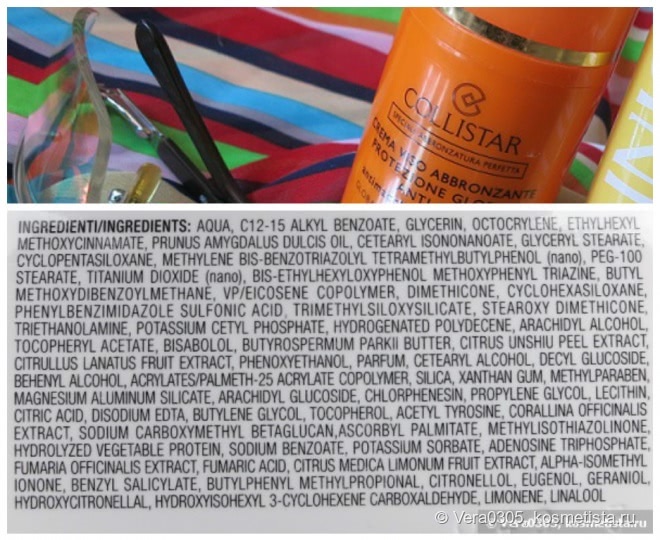 COLLISTAR
SPECIALE ABBRONZATURA PERFETTA
CREMA VISO ABBRONZANTE
PROTEZIONE
ANTI
INGREDIENTI/INGREDIENTS: AQUA, C12-15 ALKYL BENZOATE, GLYCERIN, OCTOCRYLENE, ETHYLHEXYL
METHOXYCINNAMATE, PRUNUS AMYGDALUS DULCIS OIL, CETEARYL ISONONANOATE, GLYCERYL STEARATE,
CYCLOPENTASILOXANE, METHYLENE BIS-BENZOTRIAZOLYL TETRAMETHYLBUTYLPHENOL (nano), PEG-100
STEARATE, TITANIUM DIOXIDE (nano), BIS-ETHYLHEXYLOXYPHENOL METHOXYPHENYL TRIAZINE, BUTYL
METHOXYDIBENZOYLMETHANE, VP/EICOSENE COPOLYMER, DIMETHICONE, CYCLOHEXASILOXANE,
PHENYLBENZIMIDAZOLE SULFONIC ACID, TRIMETHYLSILOXYSILICATE, STEAROXY DIMETHICONE,
TRIETHANOLAMINE, POTASSIUM CETYL PHOSPHATE, HYDROGENATED POLYDECENE, ARACHIDYL ALCOHOL,
TOCOPHERYL ACETATE, BISABOLOL, BUTYROSPERMUM PARKII BUTTER, CITRUS UNSHIU PEEL EXTRACT,
CITRULLUS LANATUS FRUIT EXTRACT, PHENOXYETHANOL, PARFUM, CETEARYL ALCOHOL, DECYL GLUCOSIDE,
BEHENYL ALCOHOL, ACRYLATES/PALMETH-25 ACRYLATE COPOLYMER, SILICA, XANTHAN GUM, METHYLPARABEN,
MAGNESIUM ALUMINUM SILICATE, ARACHIDYL GLUCOSIDE, CHLORPHENESIN, PROPYLENE GLYCOL, LECITHIN,
CITRIC ACID, DISODIUM EDTA, BUTYLENE GLYCOL, TOCOPHEROL, ACETYL TYROSINE, CORALLINA OFFICINALIS
EXTRACT, SODIUM CARBOXYMETHYL BETAGLUCAN,ASCORBYL PALMITATE, METHYLISOTHIAZOLINONE,
HYDROLYZED VEGETABLE PROTEIN, SODIUM BENZOATE, POTASSIUM SORBATE, ADENOSINE TRIPHOSPHATE,
FUMARIA OFFICINALIS EXTRACT, FUMARIC ACID, CITRUS MEDICA LIMONUM FRUIT EXTRACT, ALPHA-ISOMETHYL
IONONE, BENZYL SALICYLATE, BUTYLPHENYL METHYLPROPIONAL, CITRONELLOL, EUGENOL, GERANIOL,
HYDROXYCITRONELLAL, HYDROXYISOHEXYL 3-CYCLOHEXENE CARBOXALDEHYDE, LIMONENE, LINALOOL
© Vera0305, kosmetista.ru